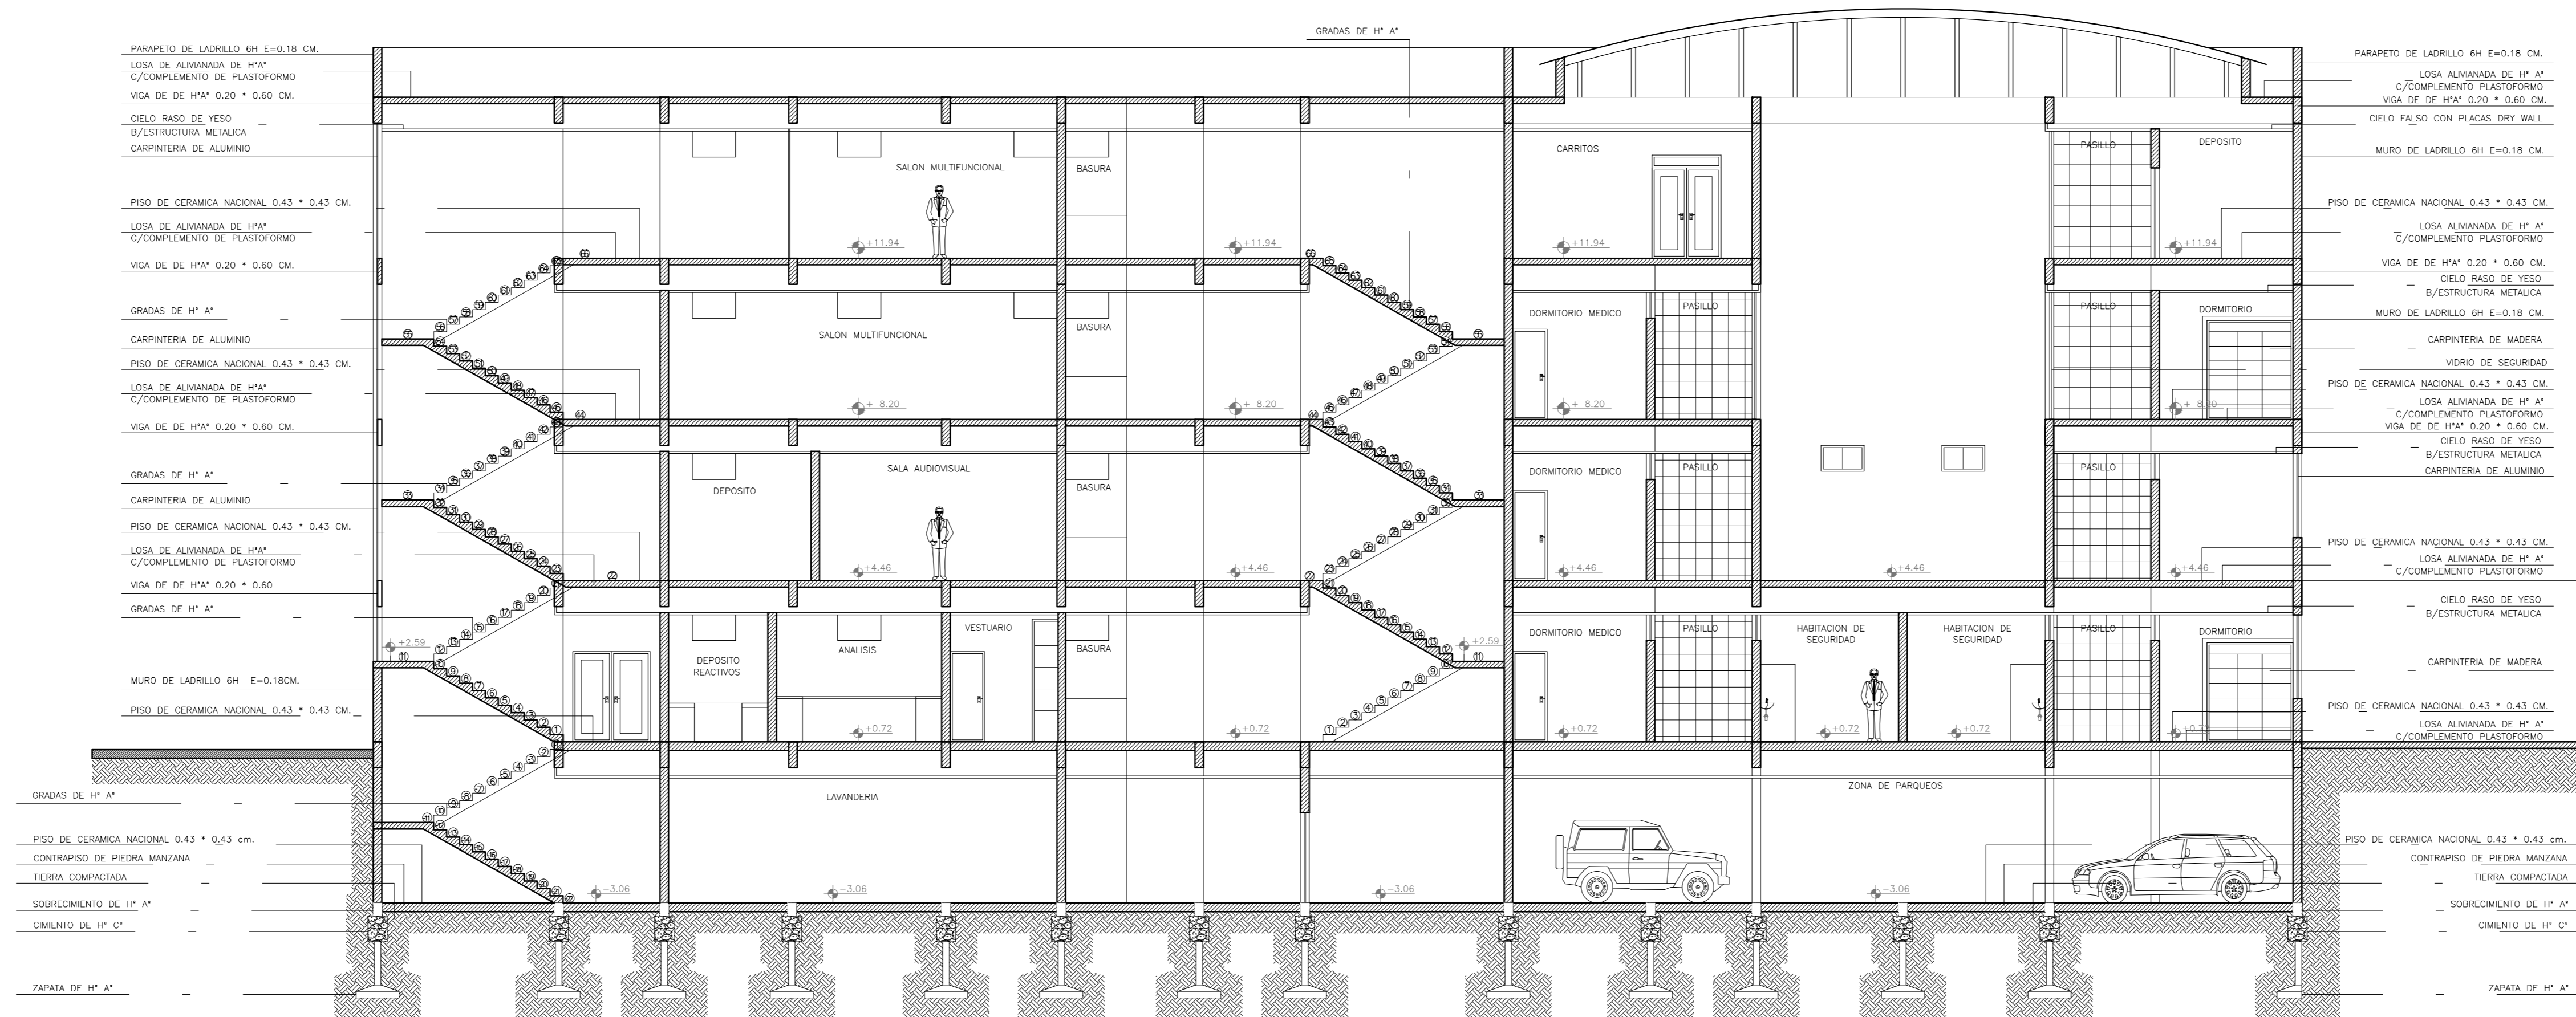 GRADAS DE H° A°
PARAPETO DE LADRILLO 6H E=0.18 CM.
LOSA DE ALIVIANADA DE H°A°
C/COMPLEMENTO DE PLASTOFORMO
VIGA DE DE H°A° 0.20 * 0.60 CM.
CIELO RASO DE YESO
B/ESTRUCTURA METALICA
CARPINTERIA DE ALUMINIO
PISO DE CERAMICA NACIONAL 0.43 * 0.43 CM.
LOSA DE ALIVIANADA DE H°A°
C/COMPLEMENTO DE PLASTOFORMO
VIGA DE DE H°A° 0.20 * 0.60 CM.
GRADAS DE H° A°
CARPINTERIA DE ALUMINIO
PISO DE CERAMICA NACIONAL 0.43 * 0.43 CM.
LOSA DE ALIVIANADA DE H°A°
C/COMPLEMENTO DE PLASTOFORMO
VIGA DE DE H°A° 0.20 * 0.60 CM.
GRADAS DE H° A°
CARPINTERIA DE ALUMINIO
PISO DE CERAMICA NACIONAL 0.43 * 0.43 CM.
LOSA DE ALIVIANADA DE H°A°
C/COMPLEMENTO DE PLASTOFORMO
VIGA DE DE H°A° 0.20 * 0.60
GRADAS DE H° A°
MURO DE LADRILLO 6H E=0.18CM.
PISO DE CERAMICA NACIONAL 0.43 * 0.43 CM.
GRADAS DE H° A°
PISO DE CERAMICA NACIONAL 0.43 * 0.43 cm.
CONTRAPISO DE PIEDRA MANZANA
TIERRA COMPACTADA
SOBRECIMIENTO DE H° A°
CIMIENTO DE H° C°
ZAPATA DE H° A°
SALON MULTIFUNCIONAL
BASURA
CARRITOS
PASILLO
DEPOSITO
+11.94
+11.94
+11.94
+11.94
SALON MULTIFUNCIONAL
BASURA
DORMITORIO MEDICO
PASILLO
PASILLO
DORMITORIO
+ 8.20
+ 8.20
+ 8.20
DEPOSITO
SALA AUDIOVISUAL
BASURA
DORMITORIO MEDICO
PASILLO
PASILLO
+4.46
+4.46
+4.46
+4.46
+4.46
+2.59
DEPOSITO
REACTIVOS
ANALISIS
VESTUARIO
BASURA
+2.59
DORMITORIO MEDICO
PASILLO
HABITACION DE
SEGURIDAD
HABITACION DE
SEGURIDAD
PASILLO
DORMITORIO
+0.72
+0.72
+0.72
+0.72
+0.72
LAVANDERIA
ZONA DE PARQUEOS
-3.06
-3.06
-3.06
-3.06
PARAPETO DE LADRILLO 6H E=0.18 CM.
LOSA ALIVIANADA DE H° A°
C/COMPLEMENTO PLASTOFORMO
VIGA DE DE H°A° 0.20 * 0.60 CM.
CIELO FALSO CON PLACAS DRY WALL
MURO DE LADRILLO 6H E=0.18 CM.
PISO DE CERAMICA NACIONAL 0.43 * 0.43 CM.
LOSA ALIVIANADA DE H° A°
C/COMPLEMENTO PLASTOFORMO
VIGA DE DE H°A° 0.20 * 0.60 CM.
CIELO RASO DE YESO
B/ESTRUCTURA METALICA
MURO DE LADRILLO 6H E=0.18 CM.
CARPINTERIA DE MADERA
VIDRIO DE SEGURIDAD
PISO DE CERAMICA NACIONAL 0.43 * 0.43 CM.
LOSA ALIVIANADA DE H° A°
C/COMPLEMENTO PLASTOFORMO
VIGA DE DE H°A° 0.20 * 0.60 CM.
CIELO RASO DE YESO
B/ESTRUCTURA METALICA
CARPINTERIA DE ALUMINIO
PISO DE CERAMICA NACIONAL 0.43 * 0.43 CM.
LOSA ALIVIANADA DE H° A°
C/COMPLEMENTO PLASTOFORMO
CIELO RASO DE YESO
B/ESTRUCTURA METALICA
CARPINTERIA DE MADERA
PISO DE CERAMICA NACIONAL 0.43 * 0.43 CM.
LOSA ALIVIANADA DE H° A°
C/COMPLEMENTO PLASTOFORMO
PISO DE CERAMICA NACIONAL 0.43 * 0.43 cm.
CONTRAPISO DE PIEDRA MANZANA
TIERRA COMPACTADA
SOBRECIMIENTO DE H° A°
CIMIENTO DE H° C°
ZAPATA DE H° A°